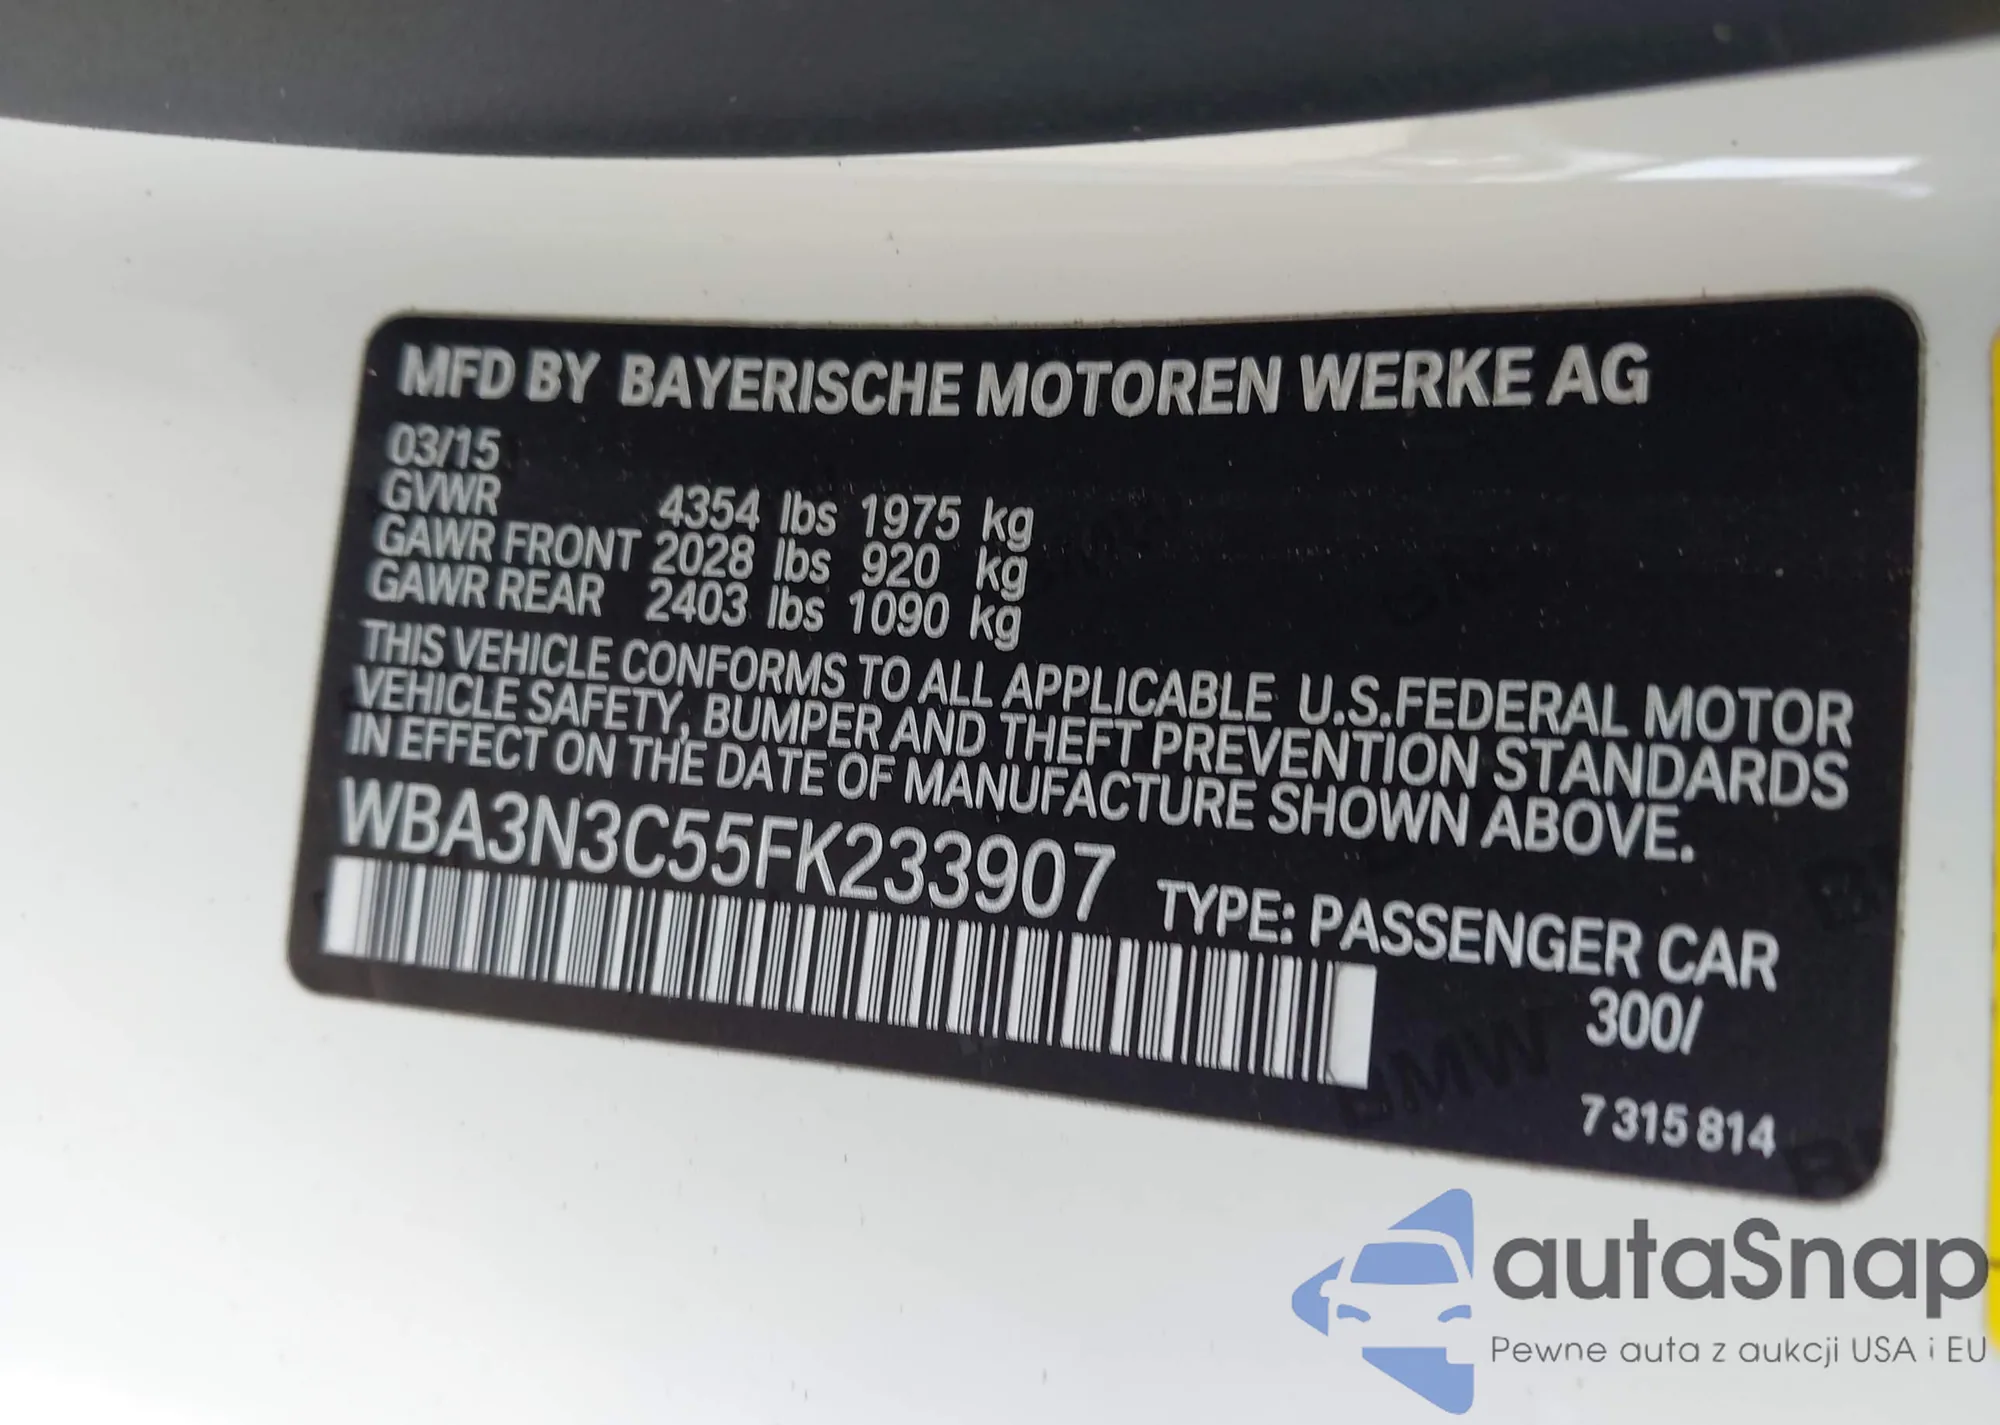 MFD BY BAYERISCHE MOTOREN WERKE AG
03/15
GVWR 4354 lbs 1975 kg
GAWR FRONT 2028 lbs 920 kg
GAWR REAR 2403 lbs 1090 kg
THIS VEHICLE CONFORMS TO ALL APPLICABLE U.S.FEDERAL MOTOR
VEHICLE SAFETY, BUMPER AND THEFT PREVENTION STANDARDS
IN EFFECT ON THE DATE OF MANUFACTURE SHOWN ABOVE.
WBA3N3C55FK233907 TYPE: PASSENGER CAR
300/
7 315 814
BMW
autaSnap
Pewne auta z aukcji USA i EU